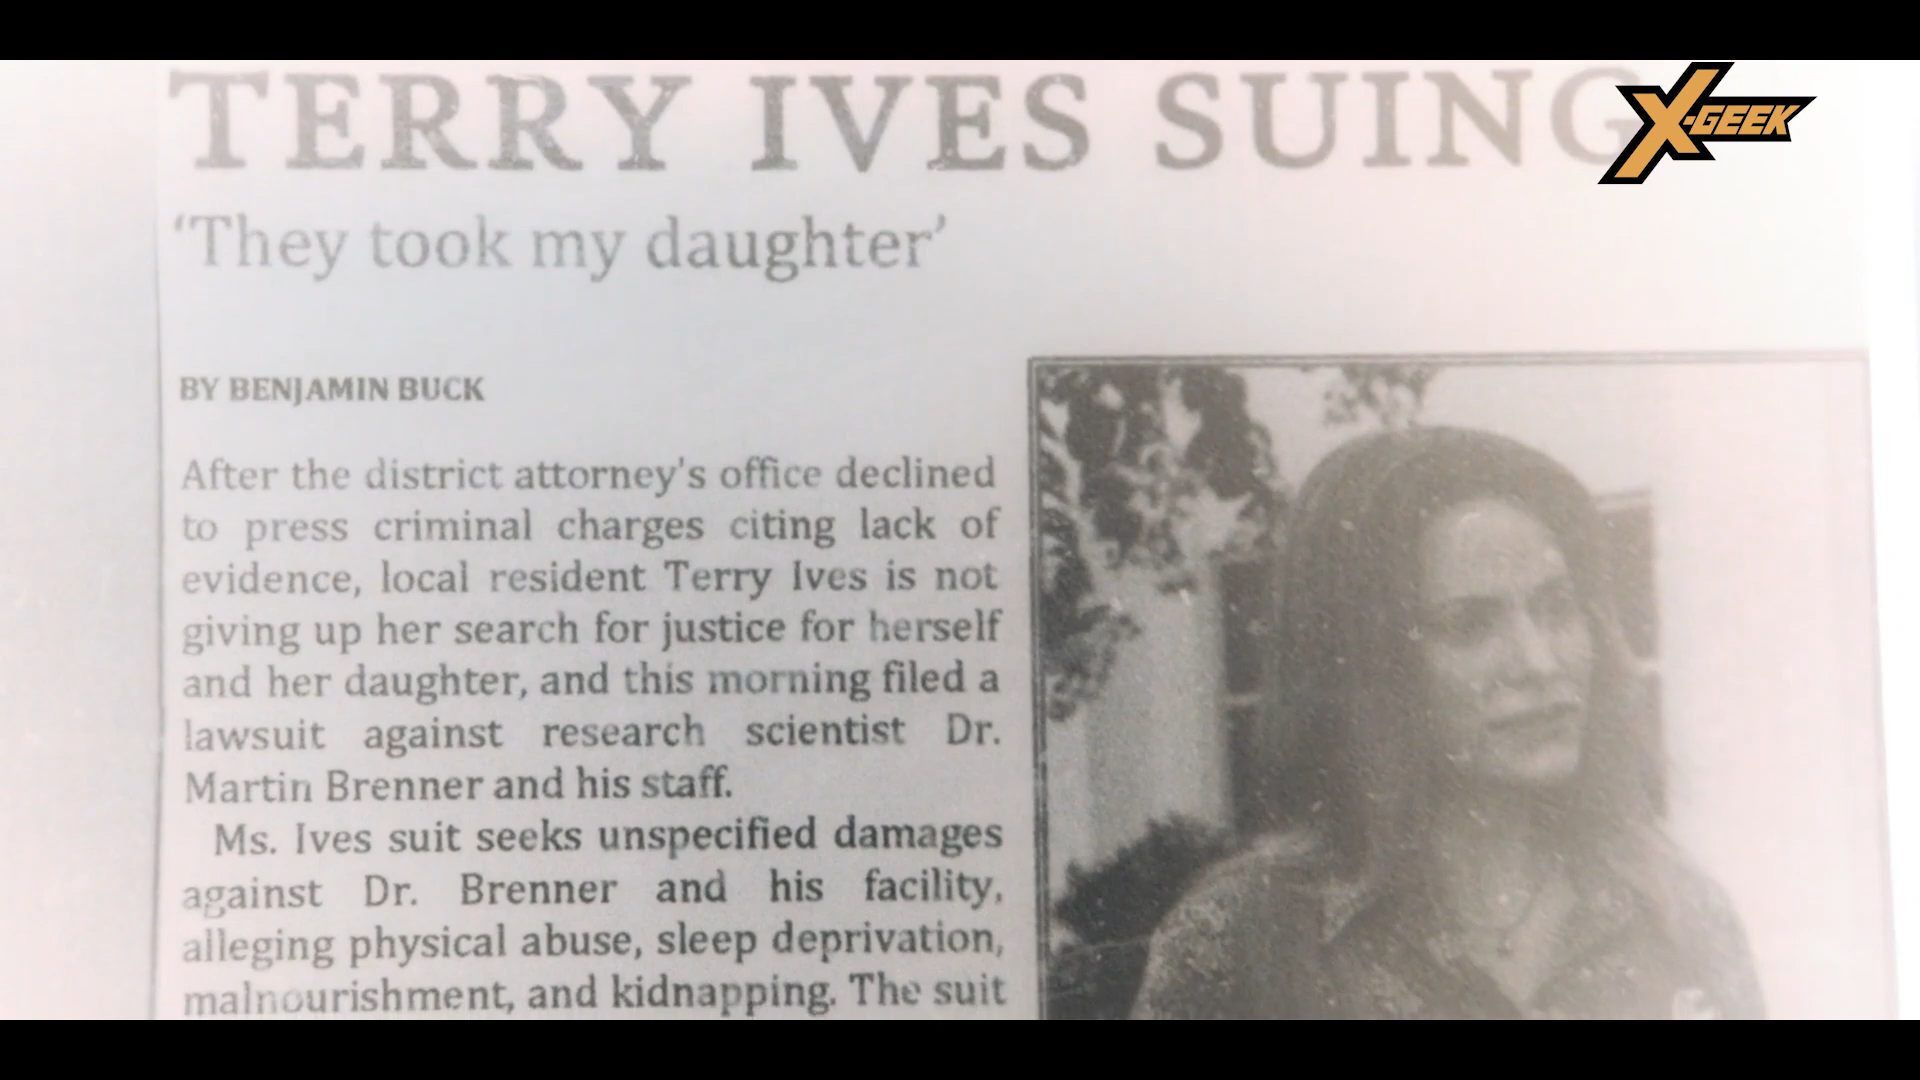 TERRY IVES SUING
X-GEEK
'They took my daughter'
BY BENJAMIN BUCK
After the district attorney's office declined
to press criminal charges citing lack of
evidence, local resident Terry Ives is not
giving up her search for justice for herself
and her daughter, and this morning filed a
lawsuit against research scientist Dr.
Martin Brenner and his staff.
Ms. Ives suit seeks unspecified damages
against Dr. Brenner and his facility,
alleging physical abuse, sleep deprivation,
malnourishment, and kidnapping. The suit